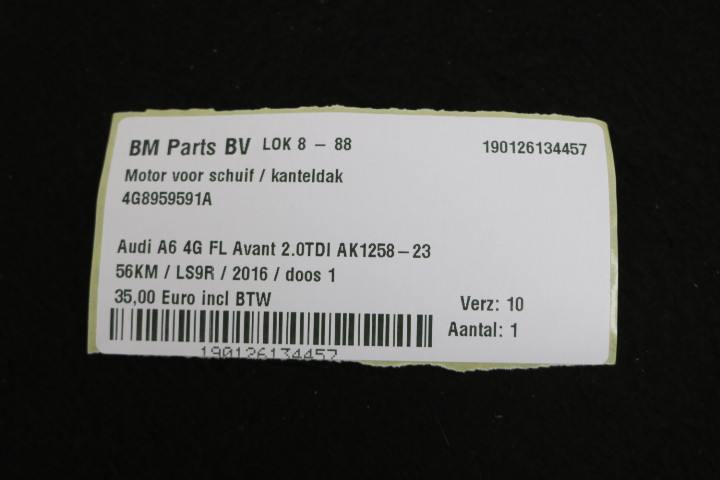 BM Parts BV LOK 8 – 88 190126134457
Motor voor schuif / kanteldak
4G8959591A
Audi A6 4G FL Avant 2.0TDI AK1258–23
56KM / LS9R / 2016 / doos 1
35,00 Euro incl BTW
Verz: 10
Aantal: 1
190126134457